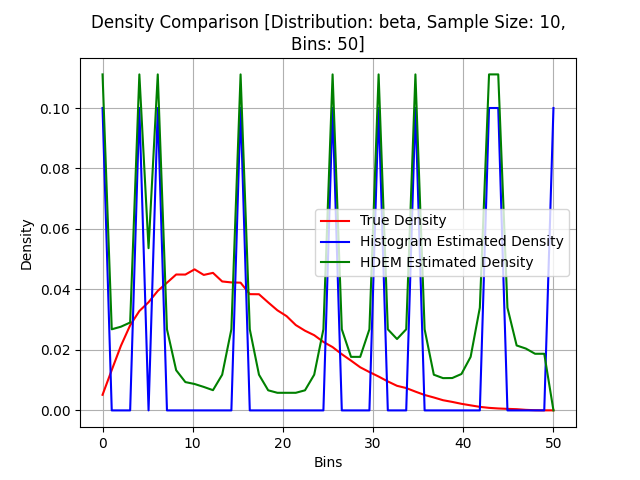 Density Comparison [Distribution: beta, Sample Size: 10,
Bins: 50]
Density
0.10
0.08
0.06
0.04
0.02
0.00
True Density
Histogram Estimated Density
HDEM Estimated Density
0 10 20 30 40 50
Bins